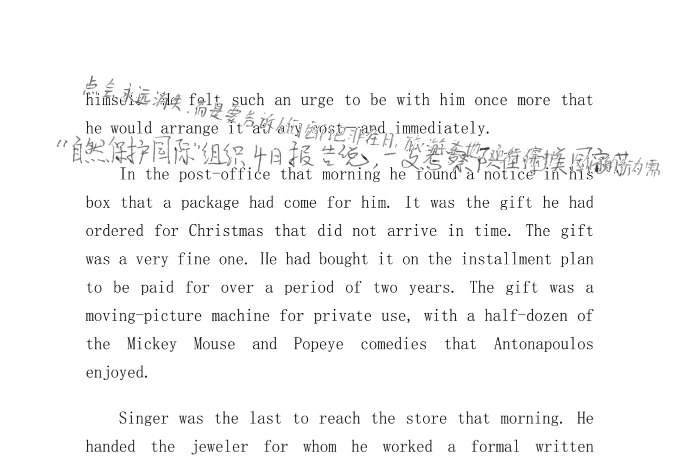 点会永远消失，而是要告诉人们
himself. He felt such an urge to be with him once more that
he would arrange it at any cost, and immediately.
“自然保护国际”组织4月报告说，一支考察队
In the post-office that morning he found a notice in his
box that a package had come for him. It was the gift he had
ordered for Christmas that did not arrive in time. The gift
was a very fine one. He had bought it on the installment plan
to be paid for over a period of two years. The gift was a
moving-picture machine for private use, with a half-dozen of
the Mickey Mouse and Popeye comedies that Antonapoulos
enjoyed.
Singer was the last to reach the store that morning. He
handed the jeweler for whom he worked a formal written